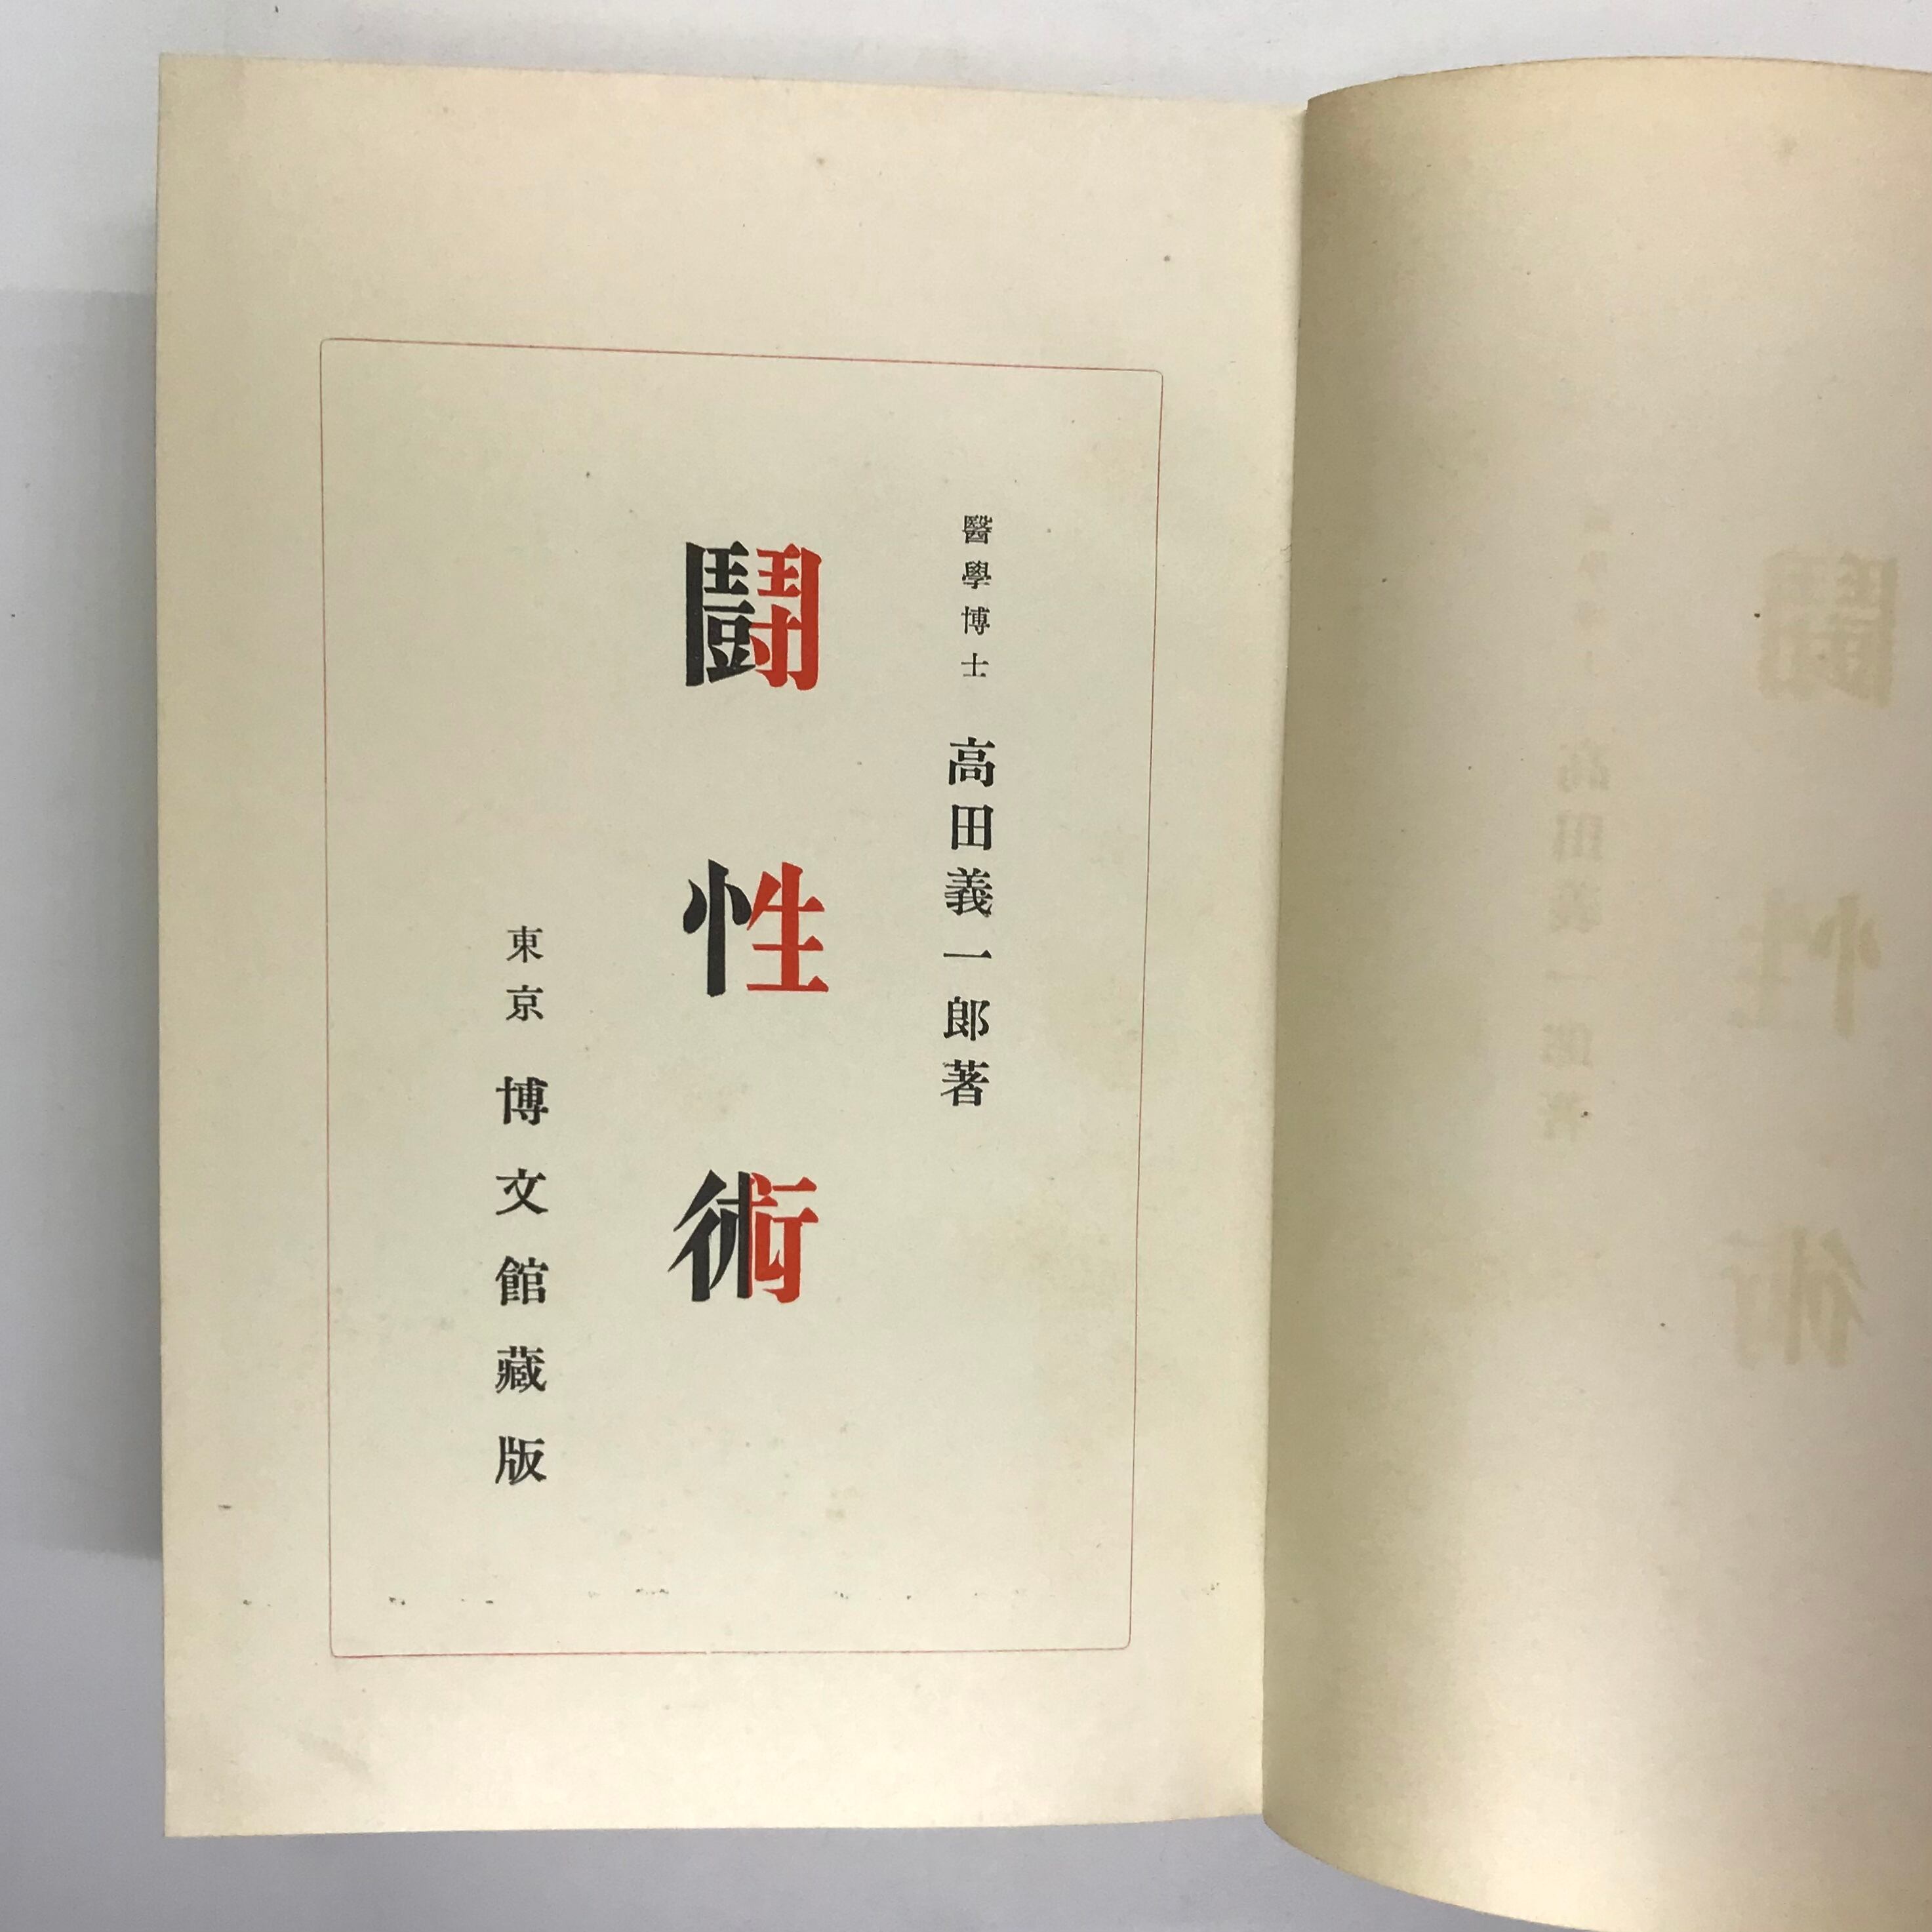 醫學博士 高田義一郎著
鬪性術
東京 博文館藏版